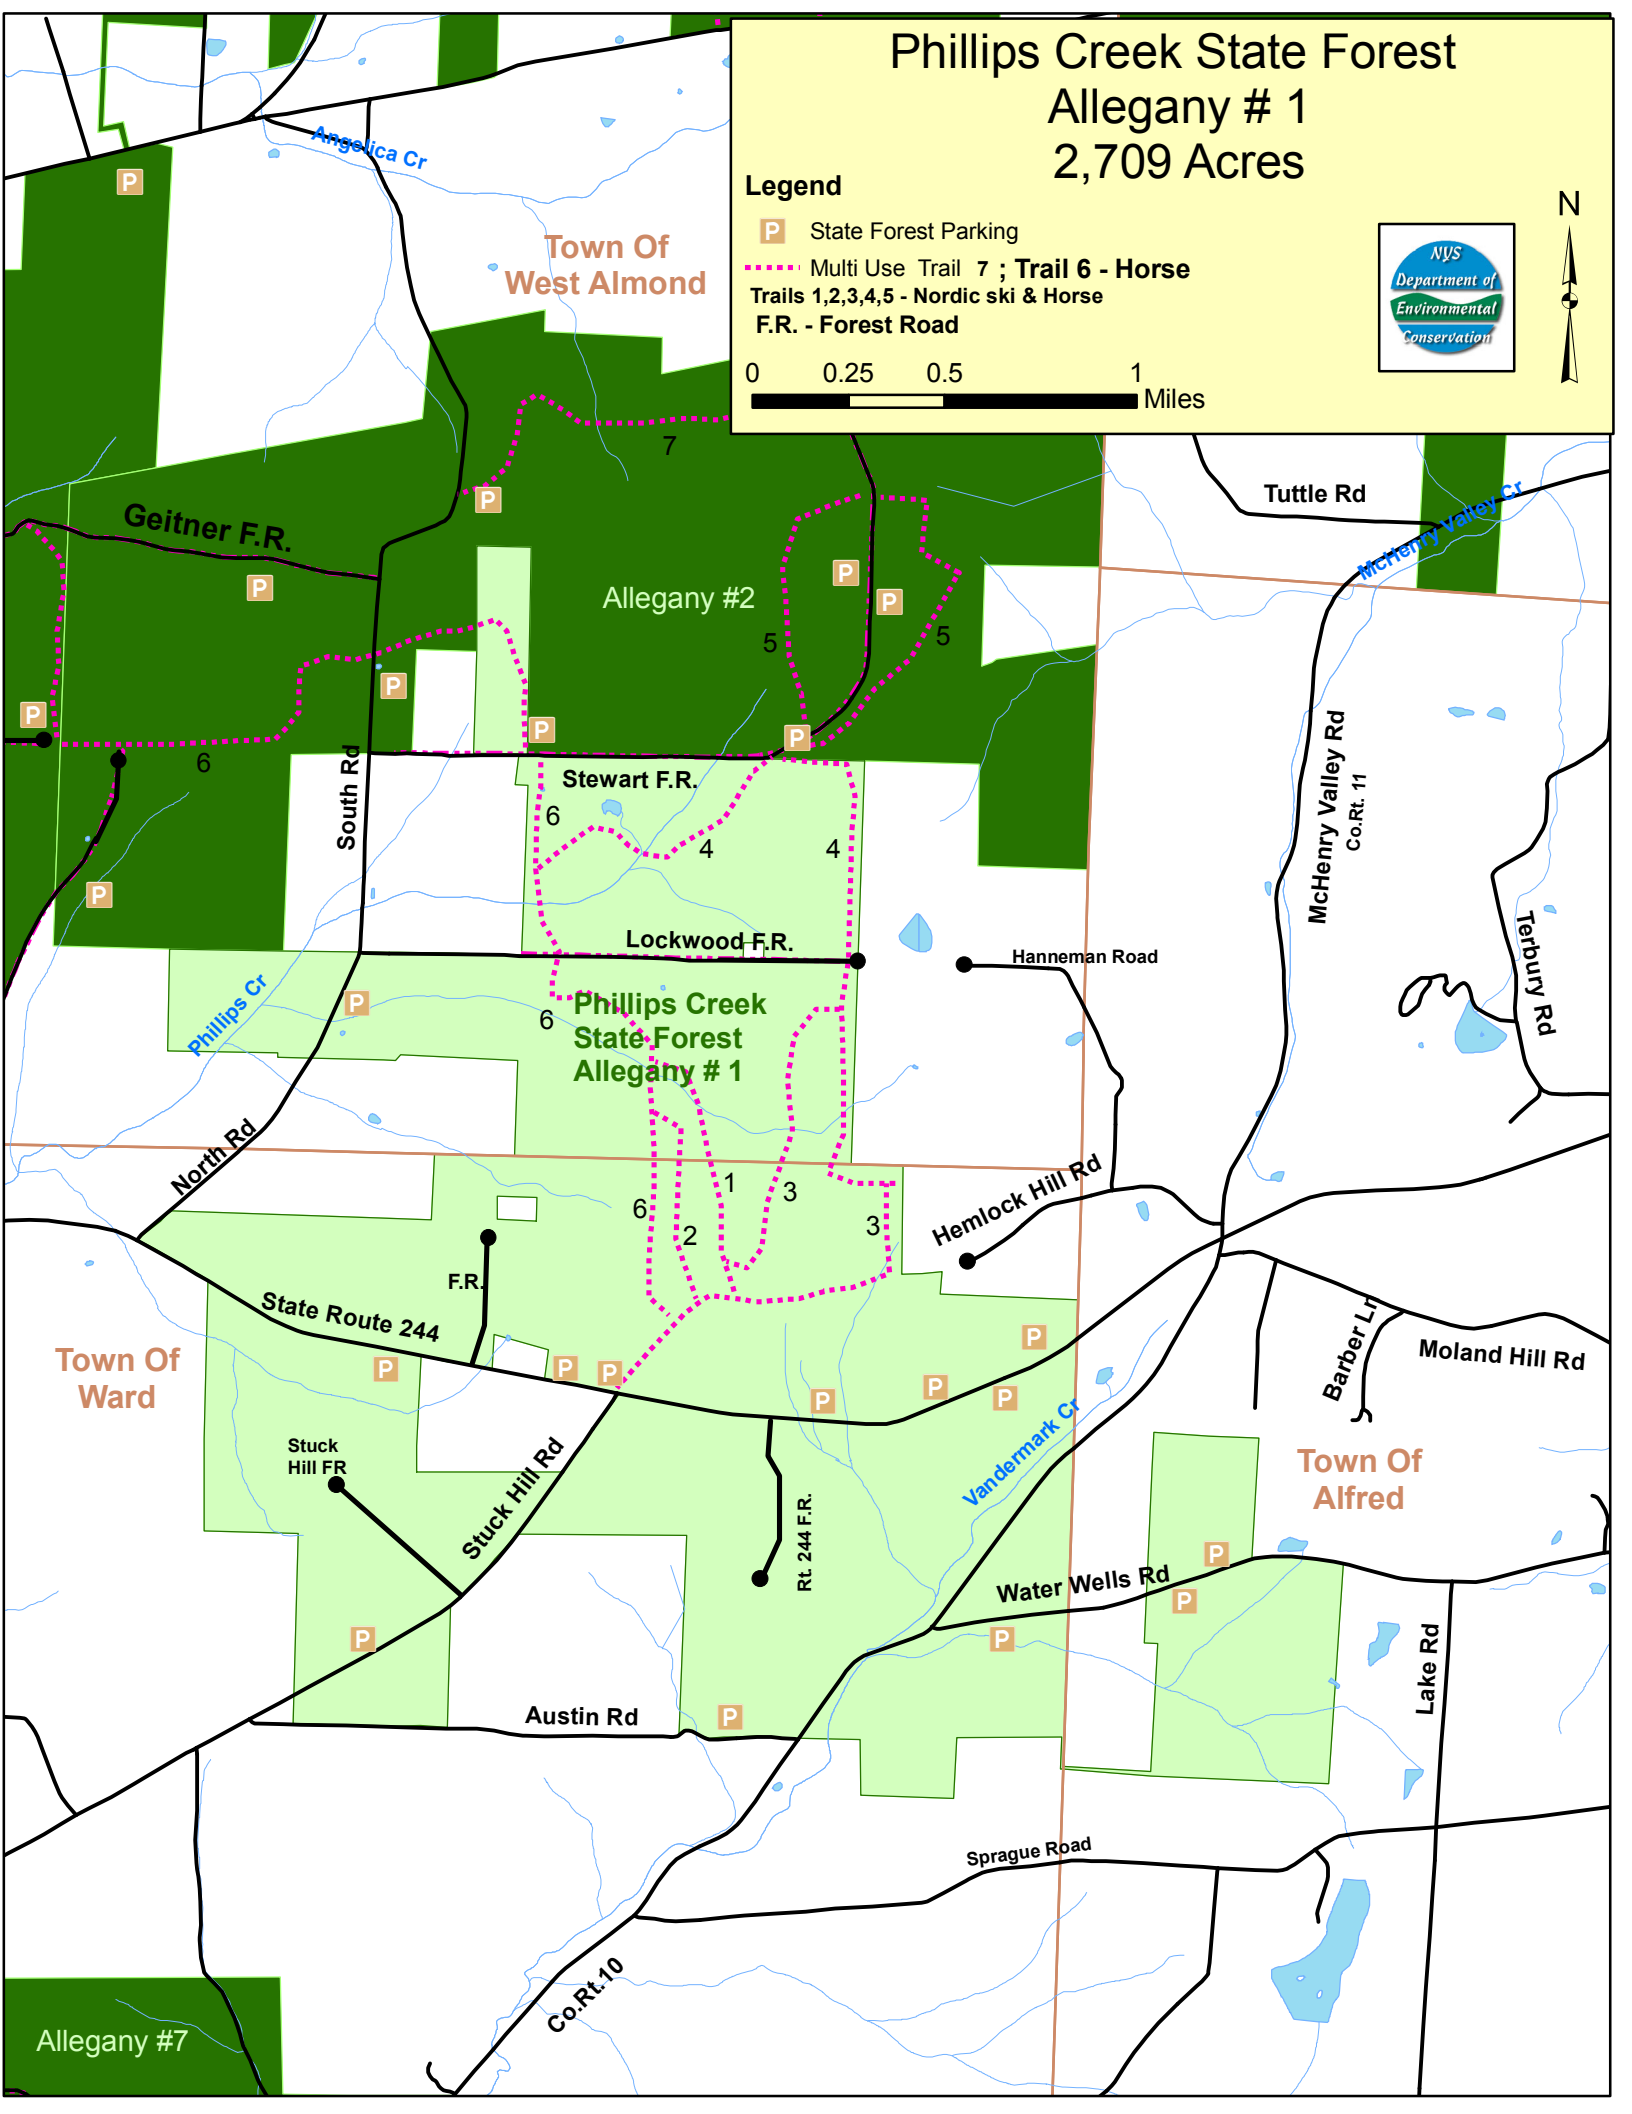 Phillips Creek State Forest
Allegany # 1
2,709 Acres
Legend
P State Forest Parking
Multi Use Trail 7 ; Trail 6 - Horse
Trails 1,2,3,4,5 - Nordic ski & Horse
F.R. - Forest Road
0 0.25 0.5 1
Miles
N
NYS
Department of
Environmental
Conservation
Angelica Cr
P
Town Of
West Almond
7
P
Geitner F.R.
P
Tuttle Rd
McHenry Valley Cr
Allegany #2
P
P
5
5
P
P
P
P
6
South Rd
Stewart F.R.
6
4
4
McHenry Valley Rd
Co.Rt. 11
P
Lockwood F.R.
Hanneman Road
Terbury Rd
Phillips Cr
P
6
Phillips Creek
State Forest
Allegany # 1
North Rd
1
3
6
2
3
Hemlock Hill Rd
F.R.
State Route 244
P
P
P
P
P
P
P
Barber Ln
Moland Hill Rd
Town Of
Ward
Stuck
Hill FR
Stuck Hill Rd
Rt. 244 F.R.
Vandermark Cr
Town Of
Alfred
P
Water Wells Rd
P
P
P
Lake Rd
Austin Rd
P
Sprague Road
Co.Rt.10
Allegany #7